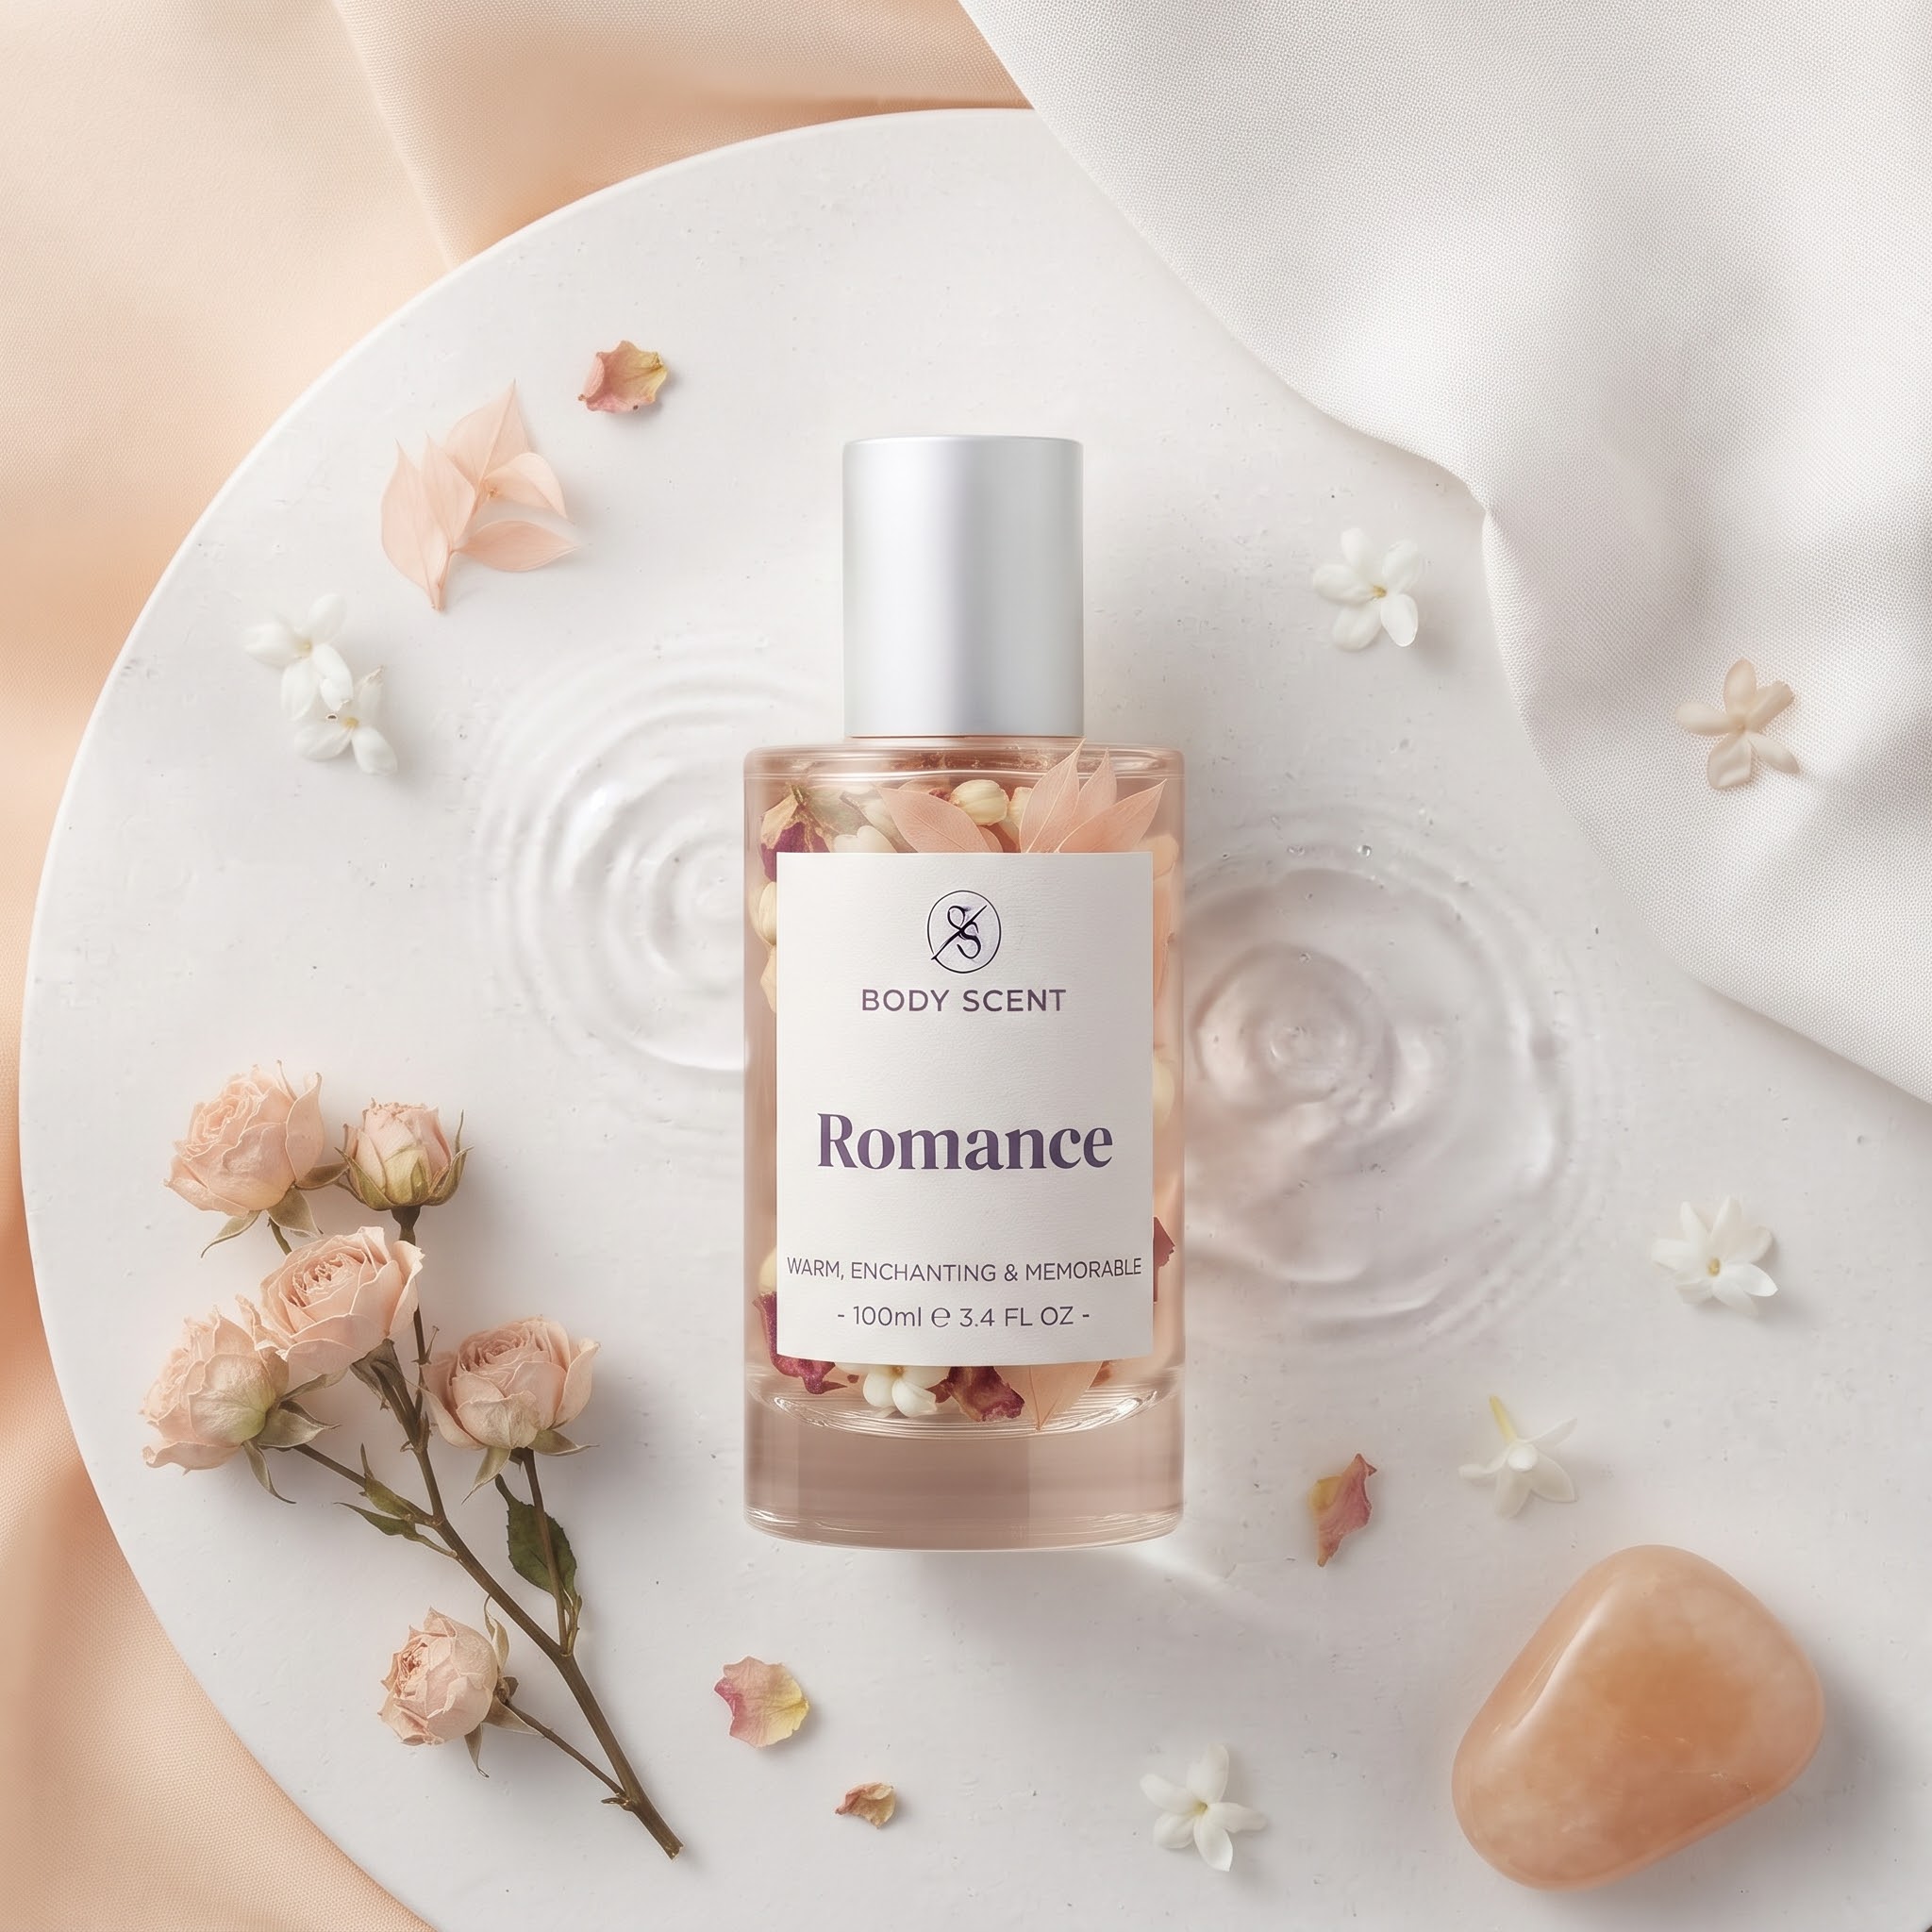 BODY SCENT
Romance
WARM, ENCHANTING & MEMORABLE
- 100ml ℮ 3.4 FL OZ -